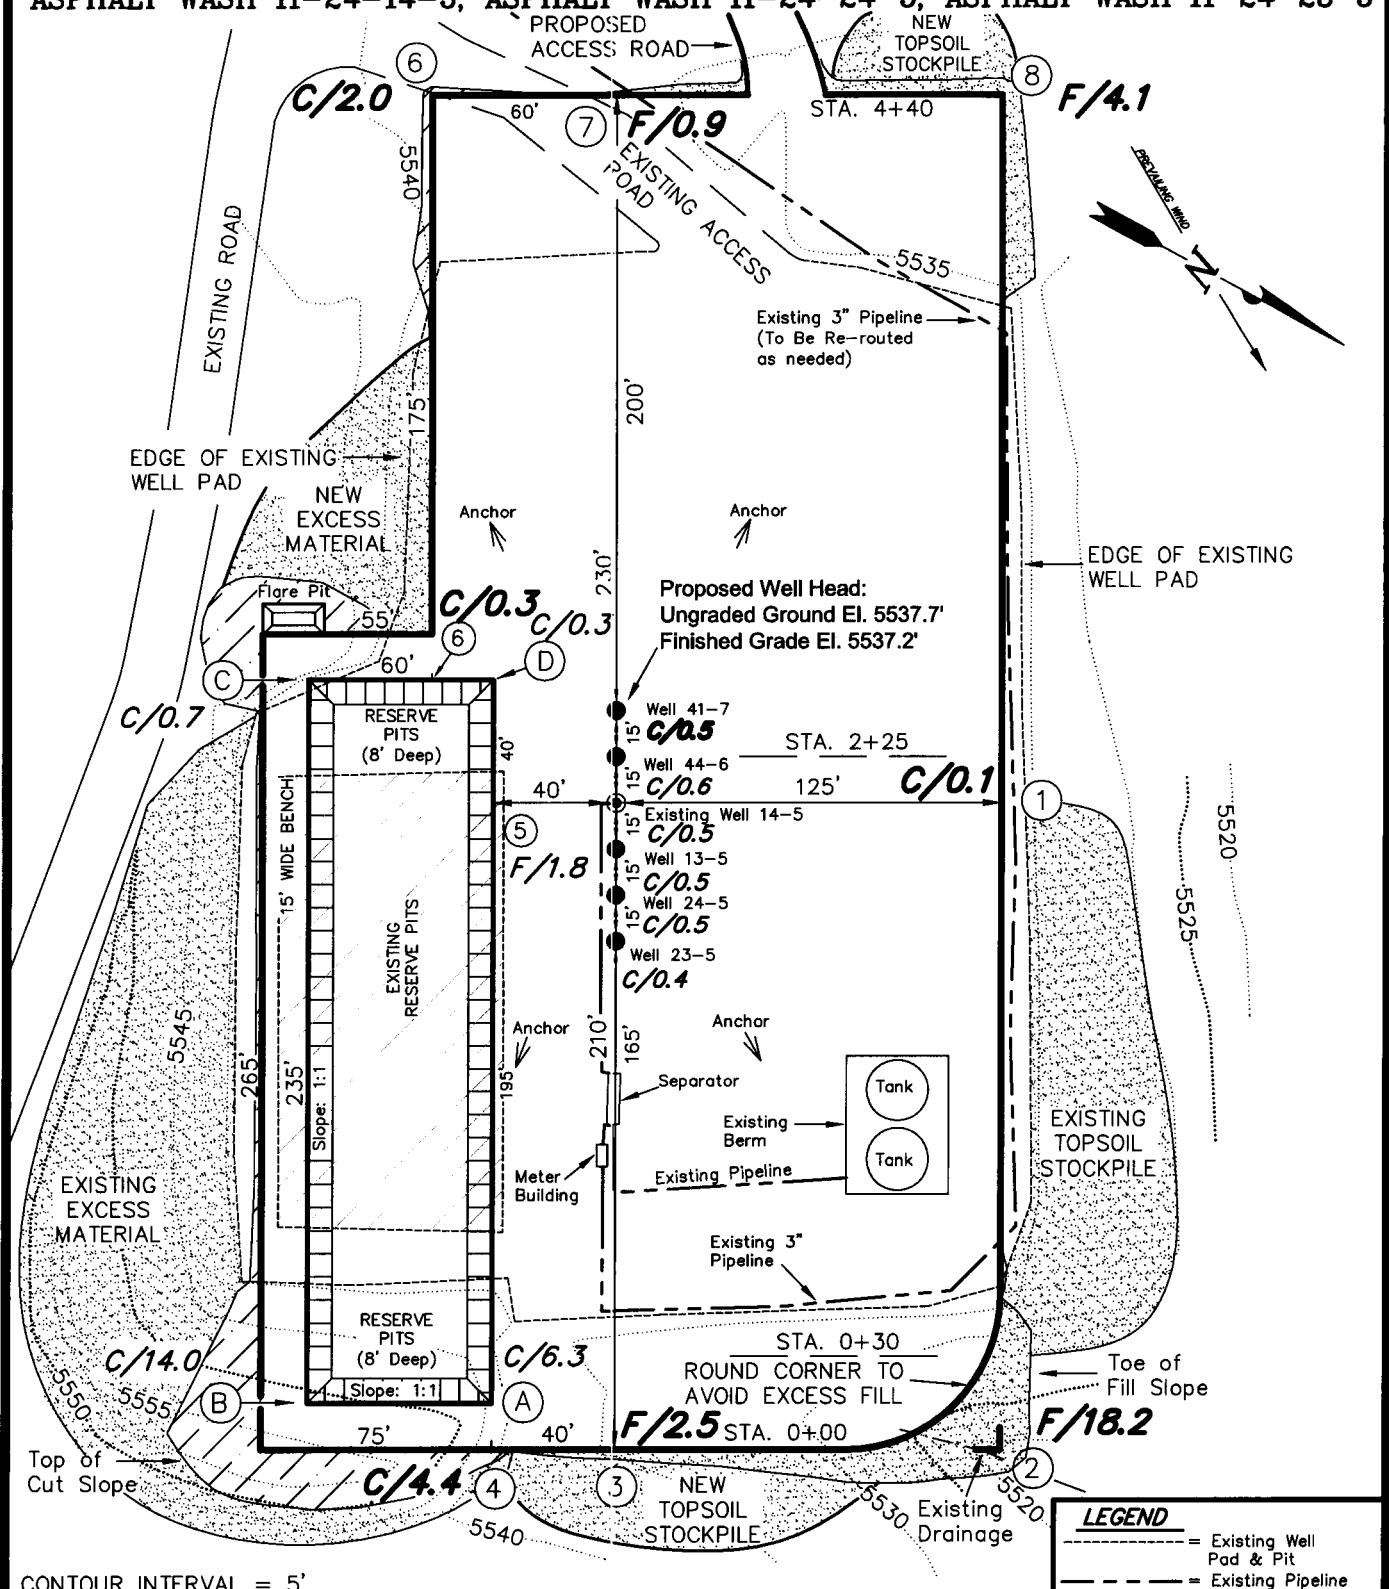 ASPHALT WASH 11-24-14-5, ASPHALT WASH 11-24-24-5, ASPHALT WASH 11-24-23-5
PROPOSED
ACCESS ROAD
NEW
TOPSOIL
STOCKPILE
6
8
C/2.0
F/4.1
60'
7
F/0.9
STA. 4+40
5540
EXISTING ACCESS
ROAD
PREVAILING WIND
N
EXISTING ROAD
5535
Existing 3" Pipeline
(To Be Re-routed
as needed)
175'
200'
EDGE OF EXISTING
WELL PAD
NEW
EXCESS
MATERIAL
Anchor
Anchor
EDGE OF EXISTING
WELL PAD
230'
Proposed Well Head:
Ungraded Ground El. 5537.7'
Finished Grade El. 5537.2'
Flare Pit
55
C/0.3
C/0.3
6
D
60'
C
C/0.7
RESERVE
PITS
(8' Deep)
40'
Well 41-7
15'
C/0.5
STA. 2+25
Well 44-6
15'
C/0.6
40'
125'
C/0.1
1
15' WIDE BENCH
Existing Well 14-5
15'
C/0.5
5
F/1.8
Well 13-5
15'
C/0.5
Well 24-5
15'
C/0.5
Well 23-5
C/0.4
5520
5525
EXISTING
RESERVE PITS
5545
265'
235'
Slope: 1:1
195'
Anchor
210'
165'
Anchor
Separator
Tank
Existing
Berm
Tank
EXISTING
TOPSOIL
STOCKPILE
Meter
Building
Existing Pipeline
EXISTING
EXCESS
MATERIAL
Existing 3"
Pipeline
RESERVE
PITS
(8' Deep)
C/14.0
C/6.3
STA. 0+30
ROUND CORNER TO
AVOID EXCESS FILL
Toe of
Fill Slope
Slope: 1:1
B
A
5550
5555
75'
40'
F/2.5
STA. 0+00
F/18.2
Top of
Cut Slope
C/4.4
4
3
2
NEW
TOPSOIL
STOCKPILE
5530
5520
Existing
Drainage
5540
LEGEND
= Existing Well
Pad & Pit
= Existing Pipeline
CONTOUR INTERVAL = 5'